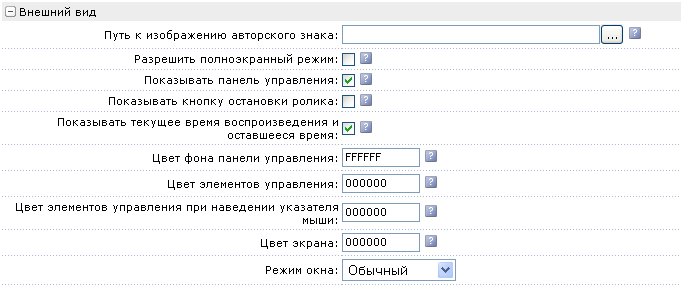 Внешний вид
Путь к изображению авторского знака: ...
Разрешить полноэкранный режим:
Показывать панель управления:
Показывать кнопку остановки ролика:
Показывать текущее время воспроизведения и
оставшееся время:
Цвет фона панели управления: FFFFFF
Цвет элементов управления: 000000
Цвет элементов управления при наведении указателя
мыши: 000000
Цвет экрана: 000000
Режим окна: Обычный